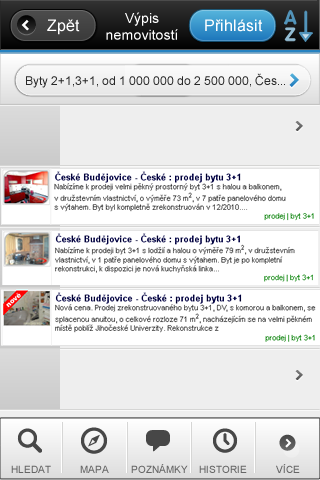 Zpět
Výpis
nemovitostí
Přihlásit
A
Z
Byty 2+1,3+1, od 1 000 000 do 2 500 000, Čes...
České Budějovice - České : prodej bytu 3+1
Nabízíme k prodeji velmi pěkný prostorný byt 3+1 s halou a balkonem,
v družstevním vlastnictví, o výměře 73 m², v 7 patře panelového domu
s výtahem. Byt byl kompletně zrekonstruován v 12/2010....
prodej | byt 3+1
České Budějovice - České : prodej bytu 3+1
Nabízíme k prodeji byt 3+1 s lodžií a halou o výměře 79 m², v družstevním
vlastnictví, v 1 patře panelového domu s výtahem. Byt je po kompletní
rekonstrukci, k dispozici je nová kuchyňská linka...
prodej | byt 3+1
nové
České Budějovice - České : prodej bytu 3+1
Nová cena. Prodej zrekonstruovaného bytu 3+1, DV, s komorou a balkonem, se
splacenou anuitou, o celkové rozloze 71 m², nacházejícím se na velmi pěkném
místě poblíž Jihočeské Univerzity. Rekonstrukce z
prodej | byt 3+1
HLEDAT
MAPA
POZNÁMKY
HISTORIE
VÍCE